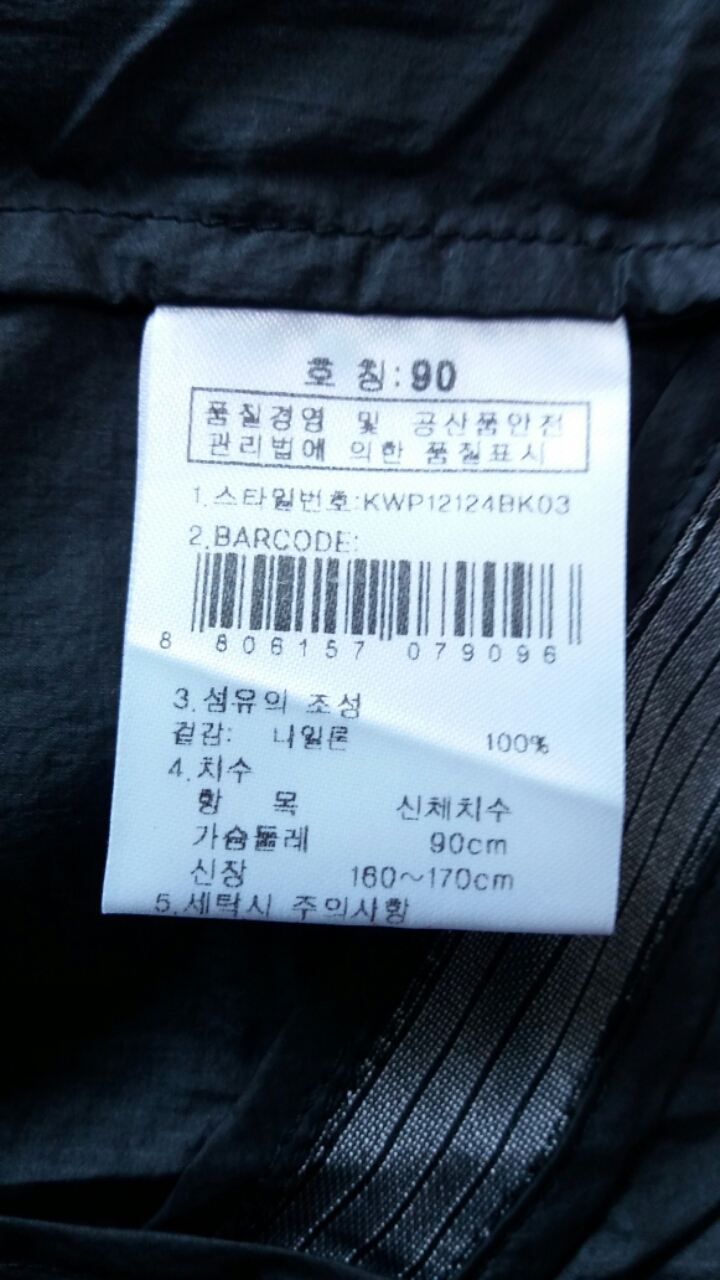 호 칭:90
품질경영 및 공산품안전
관리법에 의한 품질표시
1.스타일번호:KWP12124BK03
2.BARCODE:
8 806157 079096
3.섬유의 조성
겉감: 나일론 100%
4.치수
항 목 신체치수
가슴둘레 90cm
신장 160~170cm
5.세탁시 주의사항